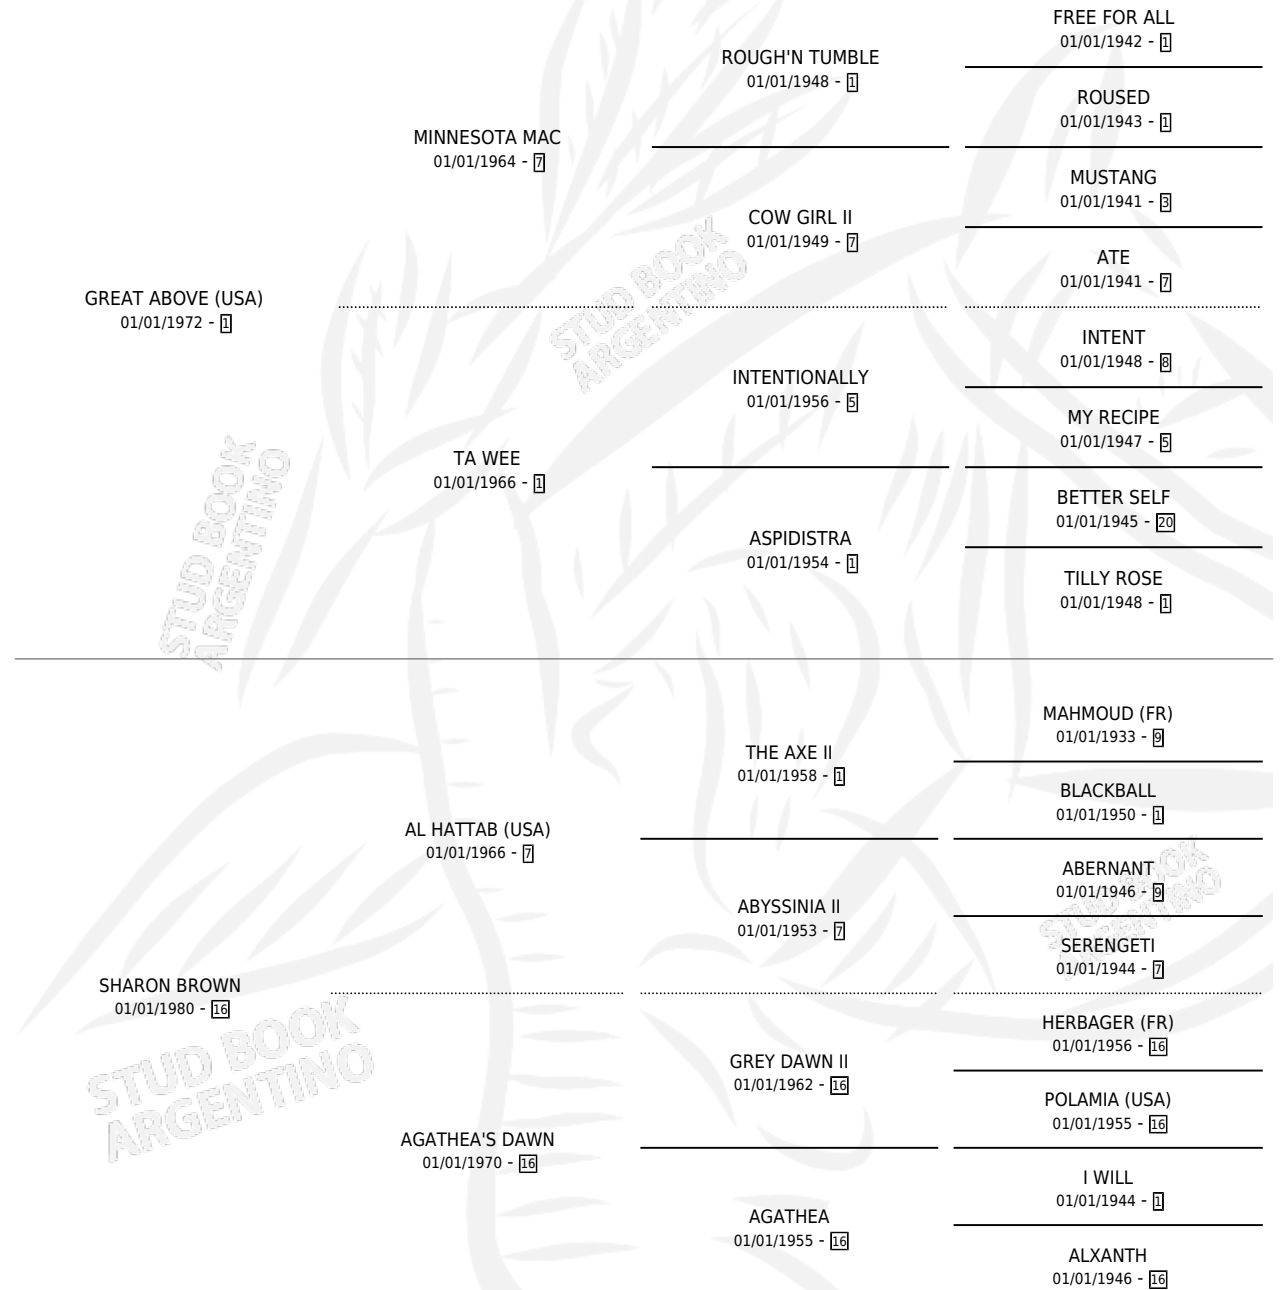 FREE FOR ALL
01/01/1942 - 1
ROUGH'N TUMBLE
01/01/1948 - 1
ROUSED
01/01/1943 - 1
MINNESOTA MAC
01/01/1964 - 7
MUSTANG
01/01/1941 - 3
COW GIRL II
01/01/1949 - 7
ATE
01/01/1941 - 7
GREAT ABOVE (USA)
01/01/1972 - 1
INTENT
01/01/1948 - 8
INTENTIONALLY
01/01/1956 - 5
MY RECIPE
01/01/1947 - 5
TA WEE
01/01/1966 - 1
BETTER SELF
01/01/1945 - 20
ASPIDISTRA
01/01/1954 - 1
TILLY ROSE
01/01/1948 - 1
STUD BOOK
ARGENTINO
STUD BOOK
ARGENTINO
MAHMOUD (FR)
01/01/1933 - 9
THE AXE II
01/01/1958 - 1
BLACKBALL
01/01/1950 - 1
AL HATTAB (USA)
01/01/1966 - 7
ABERNANT
01/01/1946 - 9
ABYSSINIA II
01/01/1953 - 7
SERENGETI
01/01/1944 - 7
SHARON BROWN
01/01/1980 - 16
HERBAGER (FR)
01/01/1956 - 16
GREY DAWN II
01/01/1962 - 16
POLAMIA (USA)
01/01/1955 - 16
AGATHEA'S DAWN
01/01/1970 - 16
I WILL
01/01/1944 - 1
AGATHEA
01/01/1955 - 16
ALXANTH
01/01/1946 - 16
STUD BOOK
ARGENTINO
STUD BOOK
ARGENTINO